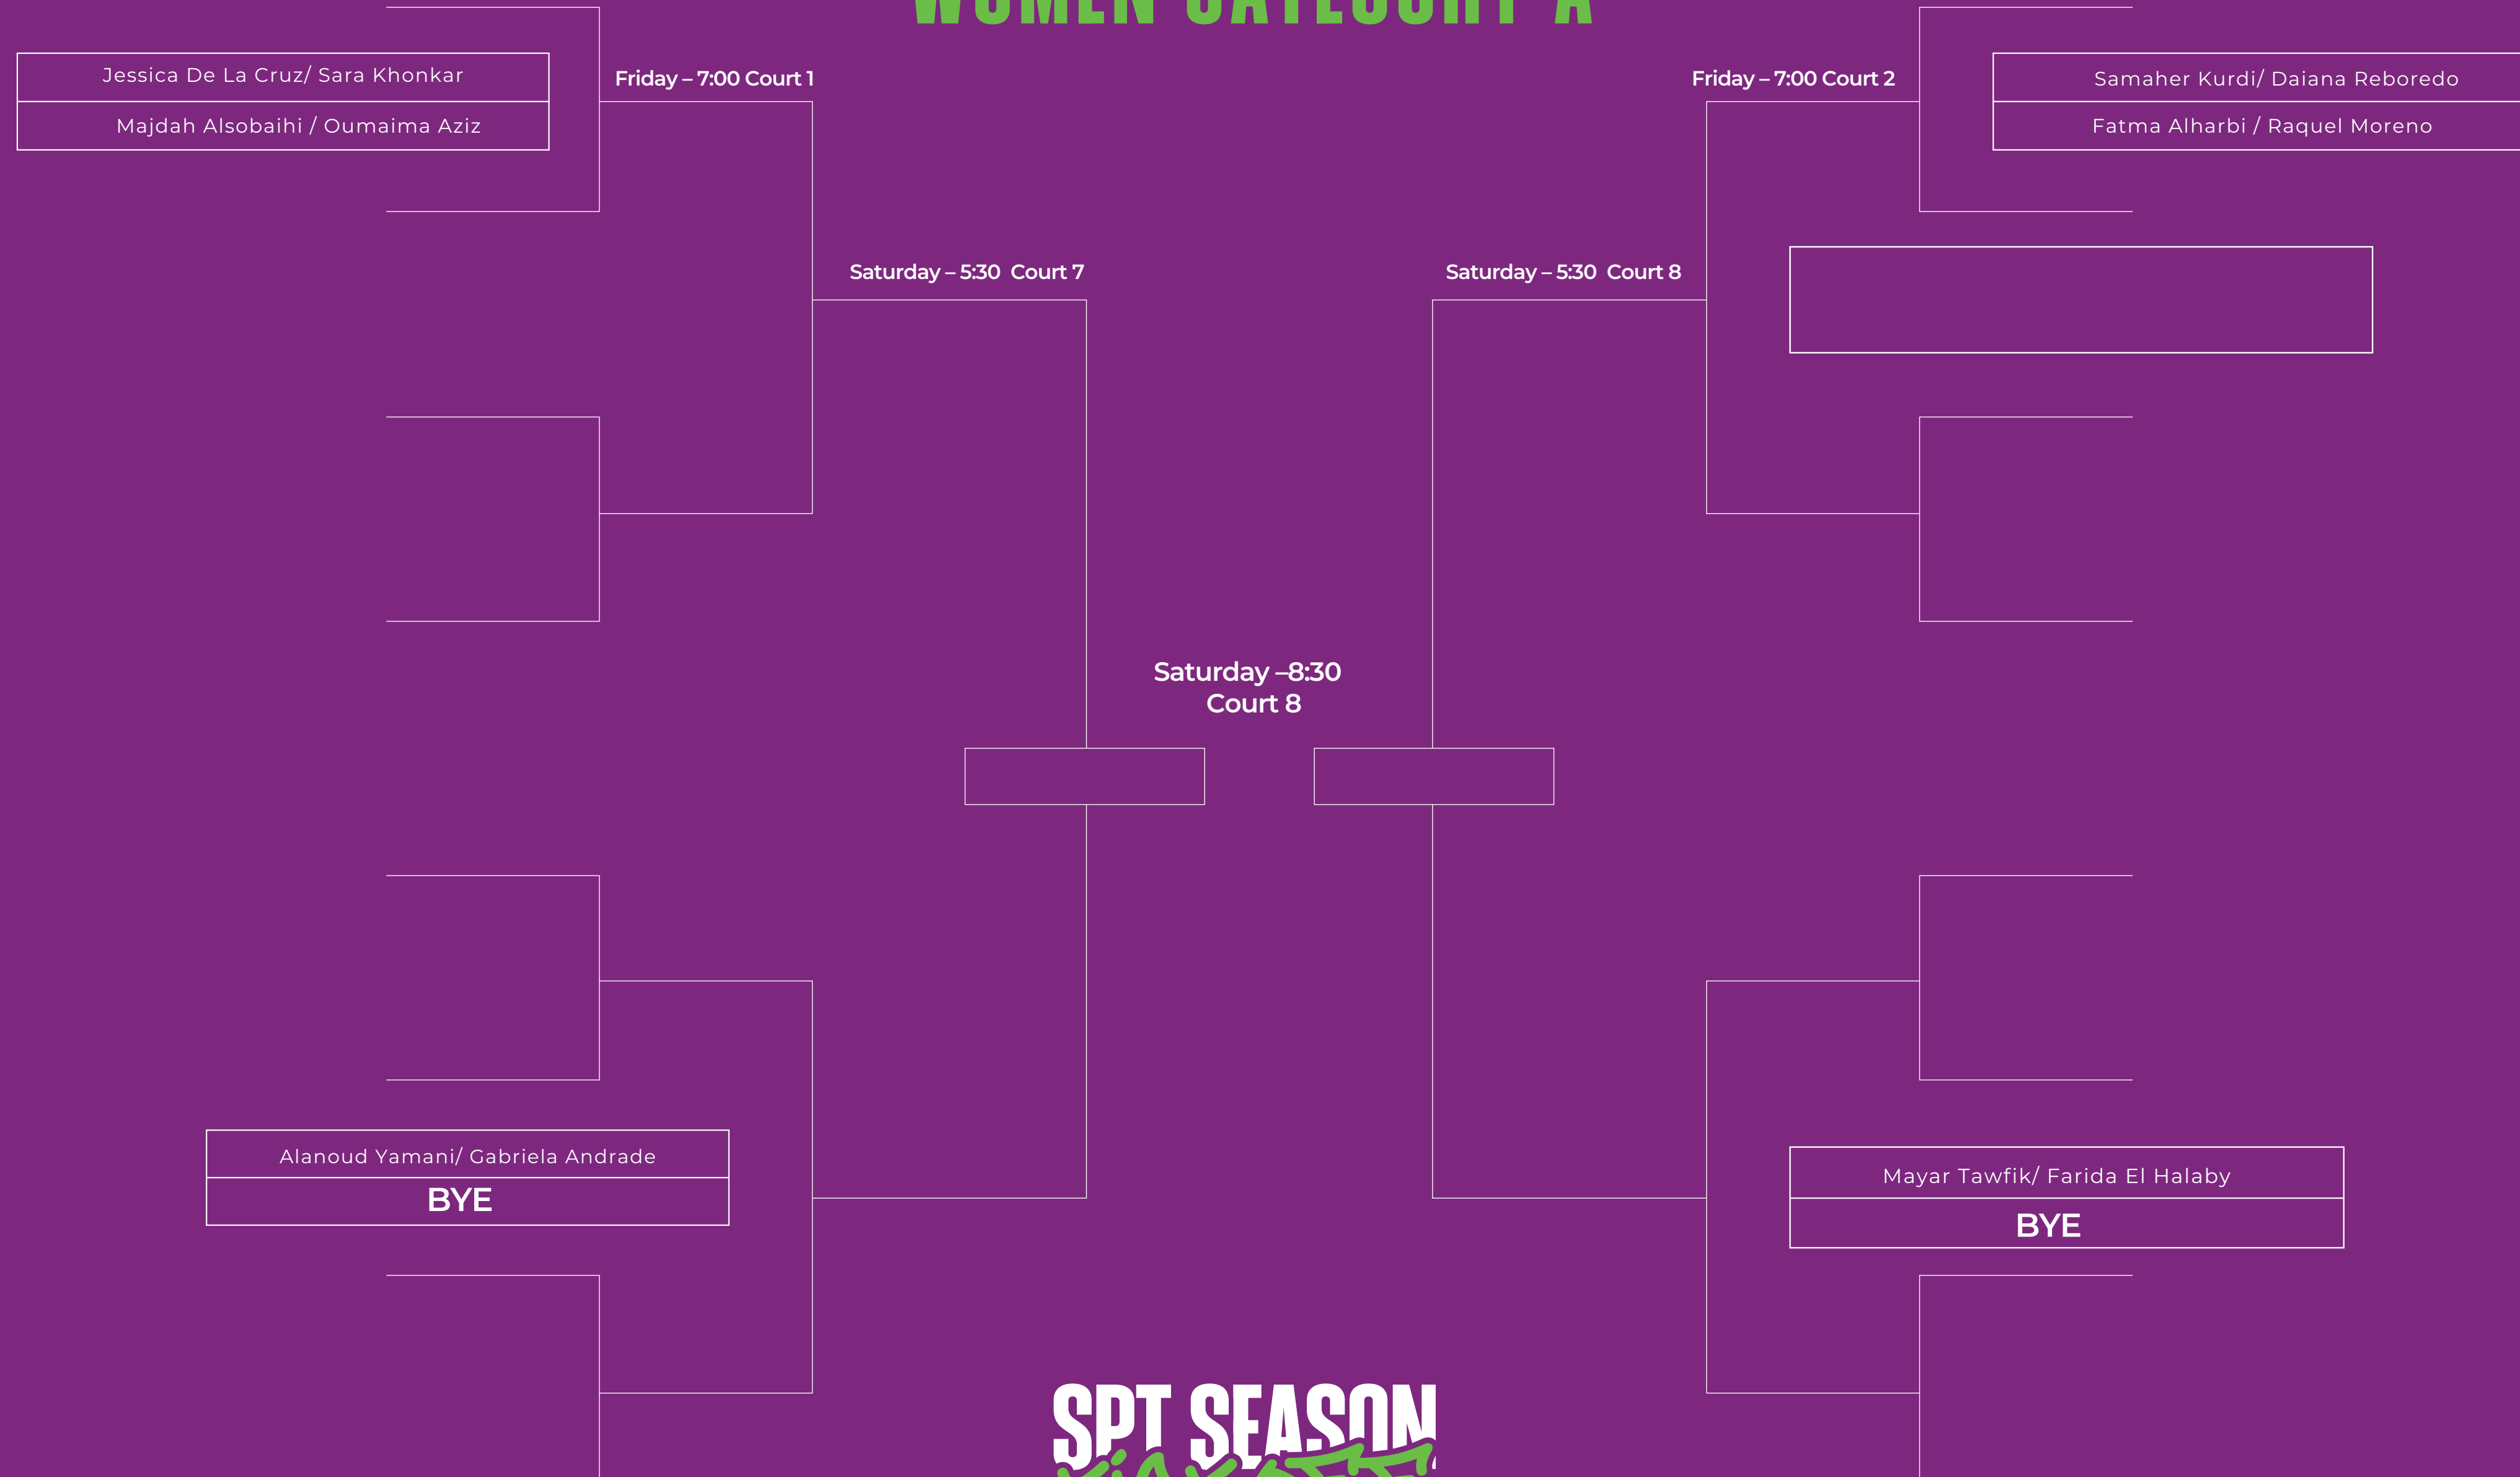 WOMEN CATEGORY A
Jessica De La Cruz/ Sara Khonkar
Majdah Alsobaihi / Oumaima Aziz
Friday – 7:00 Court 1
Friday – 7:00 Court 2
Samaher Kurdi/ Daiana Reboredo
Fatma Alharbi / Raquel Moreno
Saturday – 5:30 Court 7
Saturday – 5:30 Court 8
Saturday –8:30
Court 8
Alanoud Yamani/ Gabriela Andrade
BYE
Mayar Tawfik/ Farida El Halaby
BYE
SPT SEASON